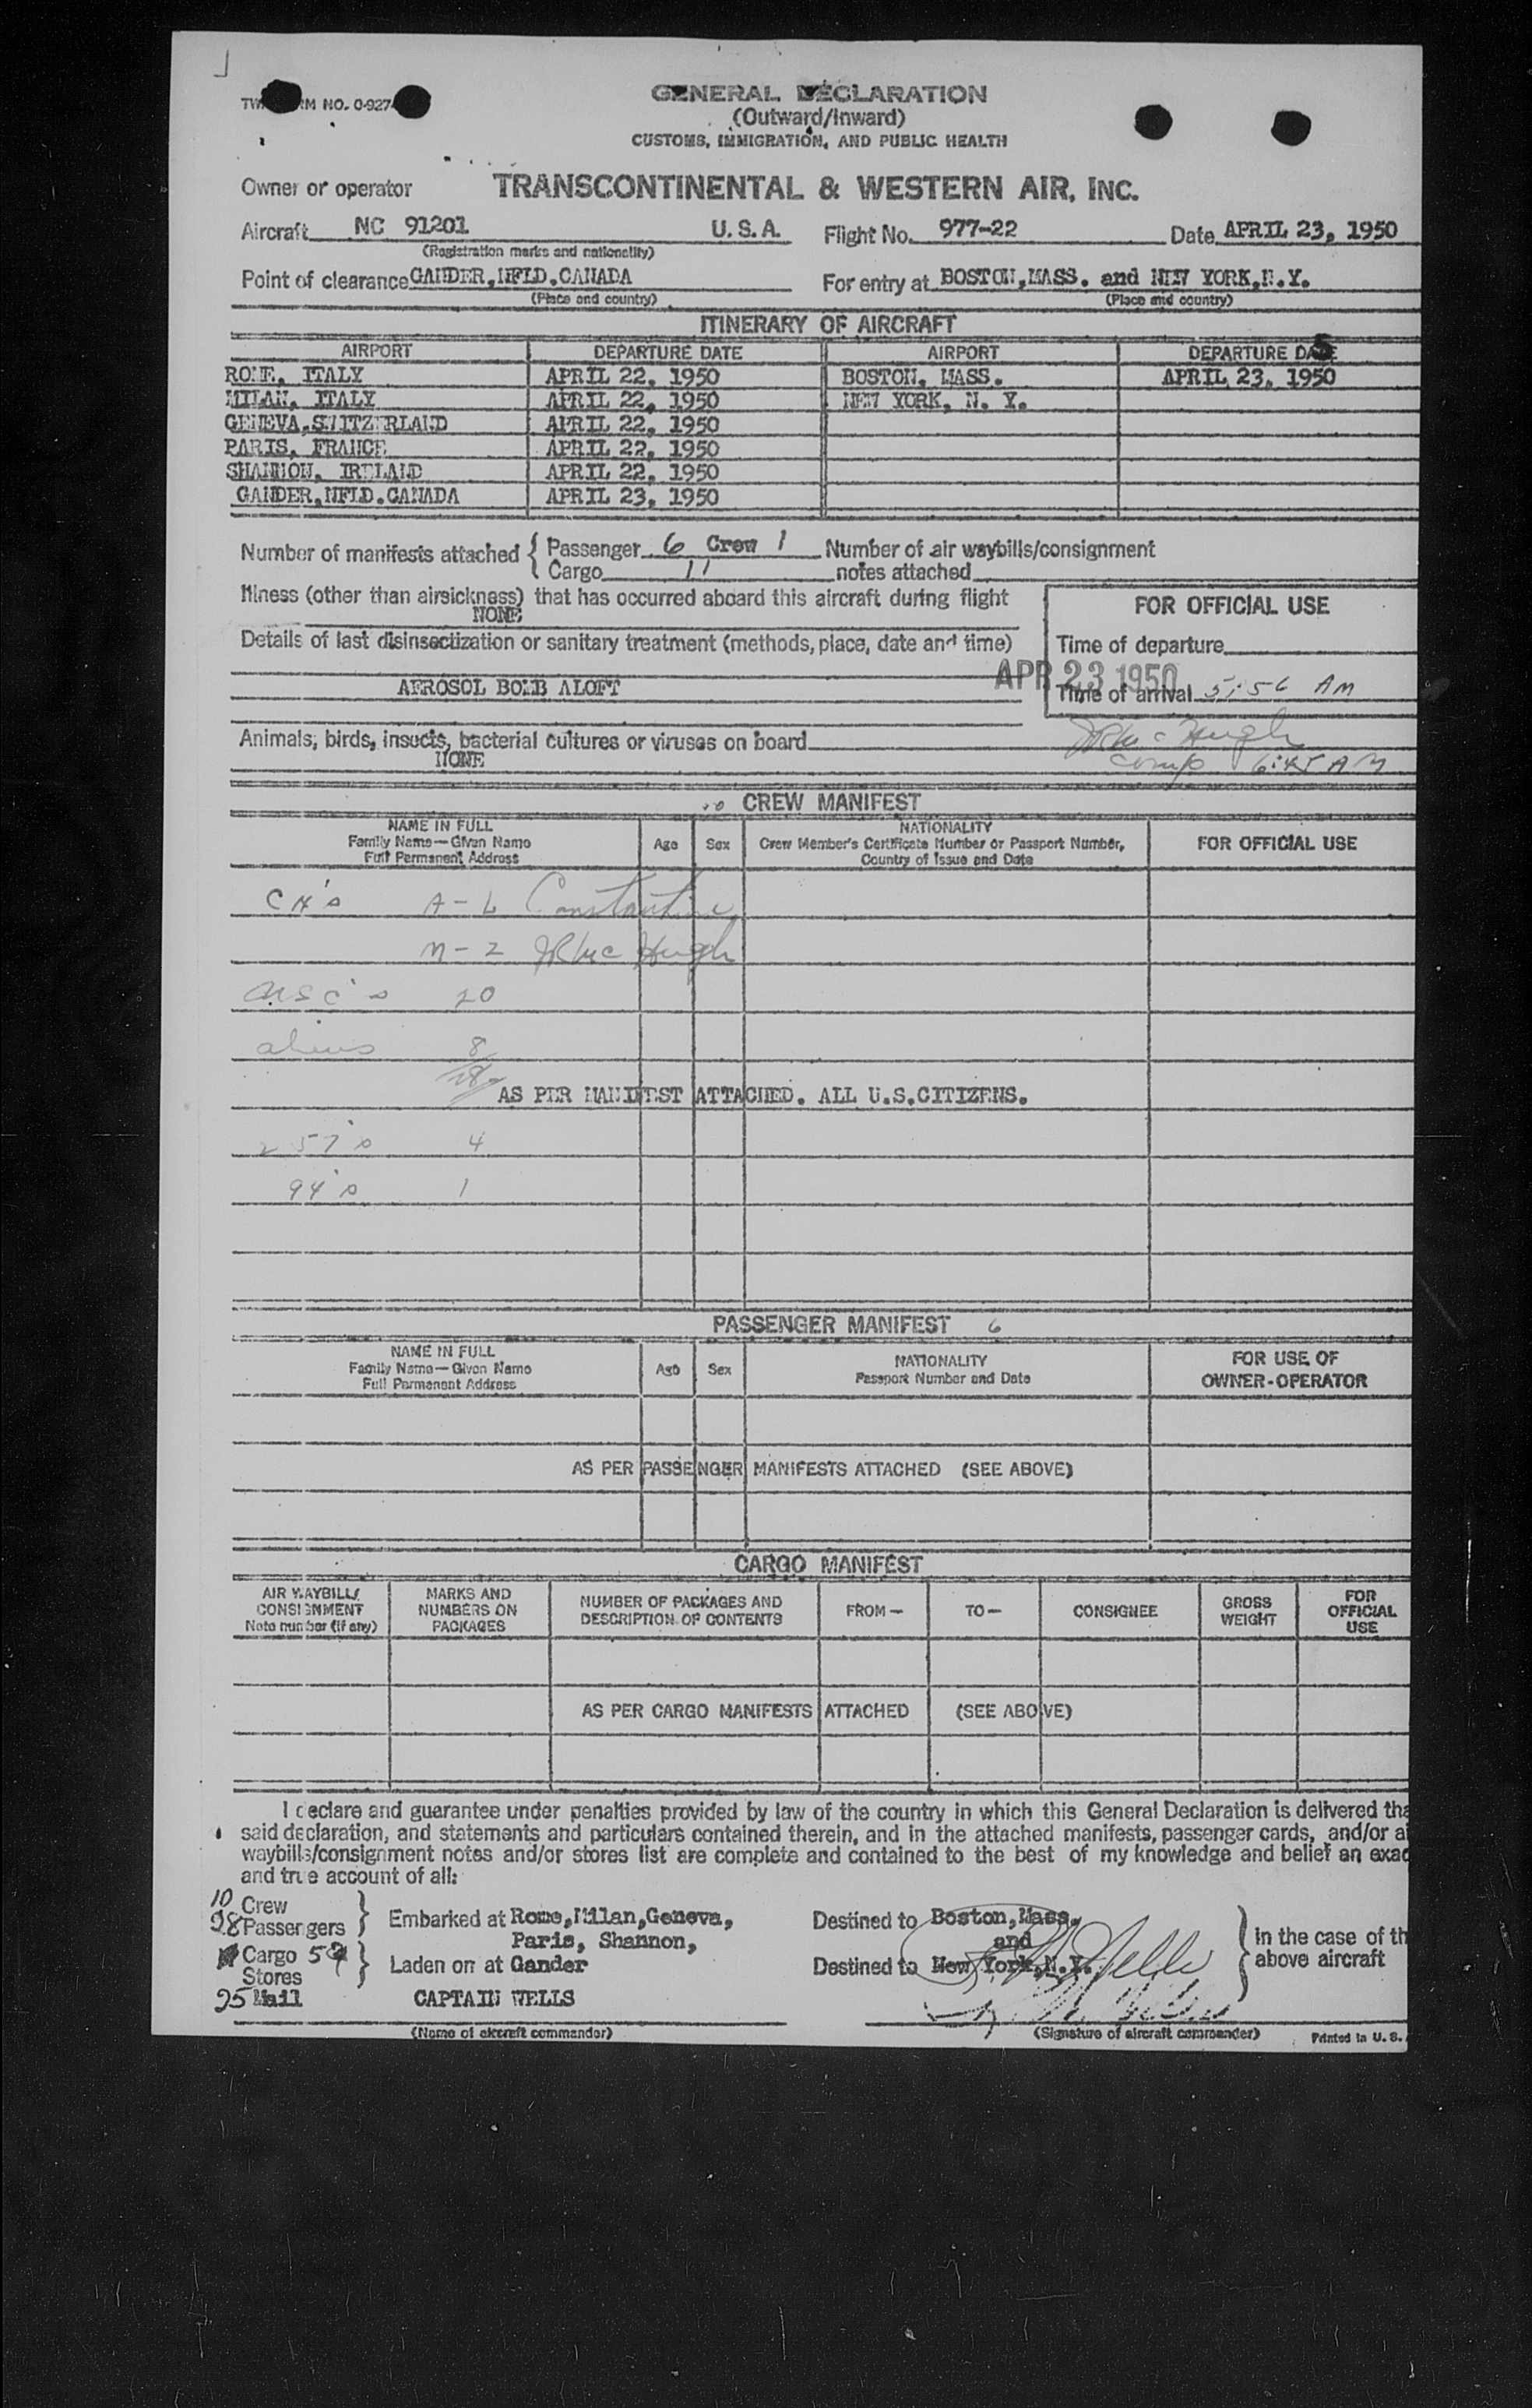 GENERAL DECLARATION
(Outward/Inward)
CUSTOMS, IMMIGRATION, AND PUBLIC HEALTH
Owner or operator TRANSCONTINENTAL & WESTERN AIR, INC.
Aircraft NC 91201 U.S.A. Flight No. 977-22 Date APRIL 23, 1950
(Registration marks and nationality)
Point of clearance GANDER,NFLD.CANADA For entry at BOSTON,MASS. and NEW YORK,N.Y.
(Place and country) (Place and country)
ITINERARY OF AIRCRAFT
AIRPORT DEPARTURE DATE AIRPORT DEPARTURE DATE
ROME, ITALY APRIL 22, 1950 BOSTON, MASS. APRIL 23, 1950
MILAN, ITALY APRIL 22, 1950 NEW YORK, N. Y.
GENEVA,SWITZERLAND APRIL 22, 1950
PARIS, FRANCE APRIL 22, 1950
SHANNON, IRELAND APRIL 22, 1950
GANDER,NFLD.CANADA APRIL 23, 1950
Number of manifests attached { Passenger 6 Crew 1 Number of air waybills/consignment
Cargo 11 notes attached
Illness (other than airsickness) that has occurred aboard this aircraft during flight
NONE
FOR OFFICIAL USE
Details of last disinsectization or sanitary treatment (methods, place, date and time)
Time of departure
AEROSOL BOMB ALOFT
APR 23 1950
Time of arrival 5:56 AM
Animals, birds, insects, bacterial cultures or viruses on board
NONE
JR McHugh
comp 6:45 AM
CREW MANIFEST
NAME IN FULL
Family Name—Given Name
Full Permanent Address
Age Sex
NATIONALITY
Crew Member's Certificate Number or Passport Number,
Country of Issue and Date
FOR OFFICIAL USE
A-L Constantine
M-Z JR McHugh
20
aliens 8
28
AS PER MANIFEST ATTACHED. ALL U.S.CITIZENS.
257's 4
94's 1
PASSENGER MANIFEST 6
NAME IN FULL
Family Name—Given Name
Full Permanent Address
Age Sex
NATIONALITY
Passport Number and Date
FOR USE OF
OWNER-OPERATOR
AS PER PASSENGER MANIFESTS ATTACHED (SEE ABOVE)
CARGO MANIFEST
AIR WAYBILL/
CONSIGNMENT
Note number (if any)
MARKS AND
NUMBERS ON
PACKAGES
NUMBER OF PACKAGES AND
DESCRIPTION OF CONTENTS
FROM— TO— CONSIGNEE
GROSS
WEIGHT
FOR
OFFICIAL
USE
AS PER CARGO MANIFESTS ATTACHED (SEE ABOVE)
I declare and guarantee under penalties provided by law of the country in which this General Declaration is delivered tha
said declaration, and statements and particulars contained therein, and in the attached manifests, passenger cards, and/or ai
waybills/consignment notes and/or stores list are complete and contained to the best of my knowledge and belief an exac
and true account of all:
10 Crew
28 Passengers } Embarked at Rome,Milan,Geneva, Destined to Boston,Mass. } In the case of th
Paris, Shannon, and
Cargo
Stores } Laden on at Gander Destined to New York,N.Y. above aircraft
25 Mail CAPTAIN WELLS
(Name of aircraft commander) (Signature of aircraft commander) Printed in U. S.